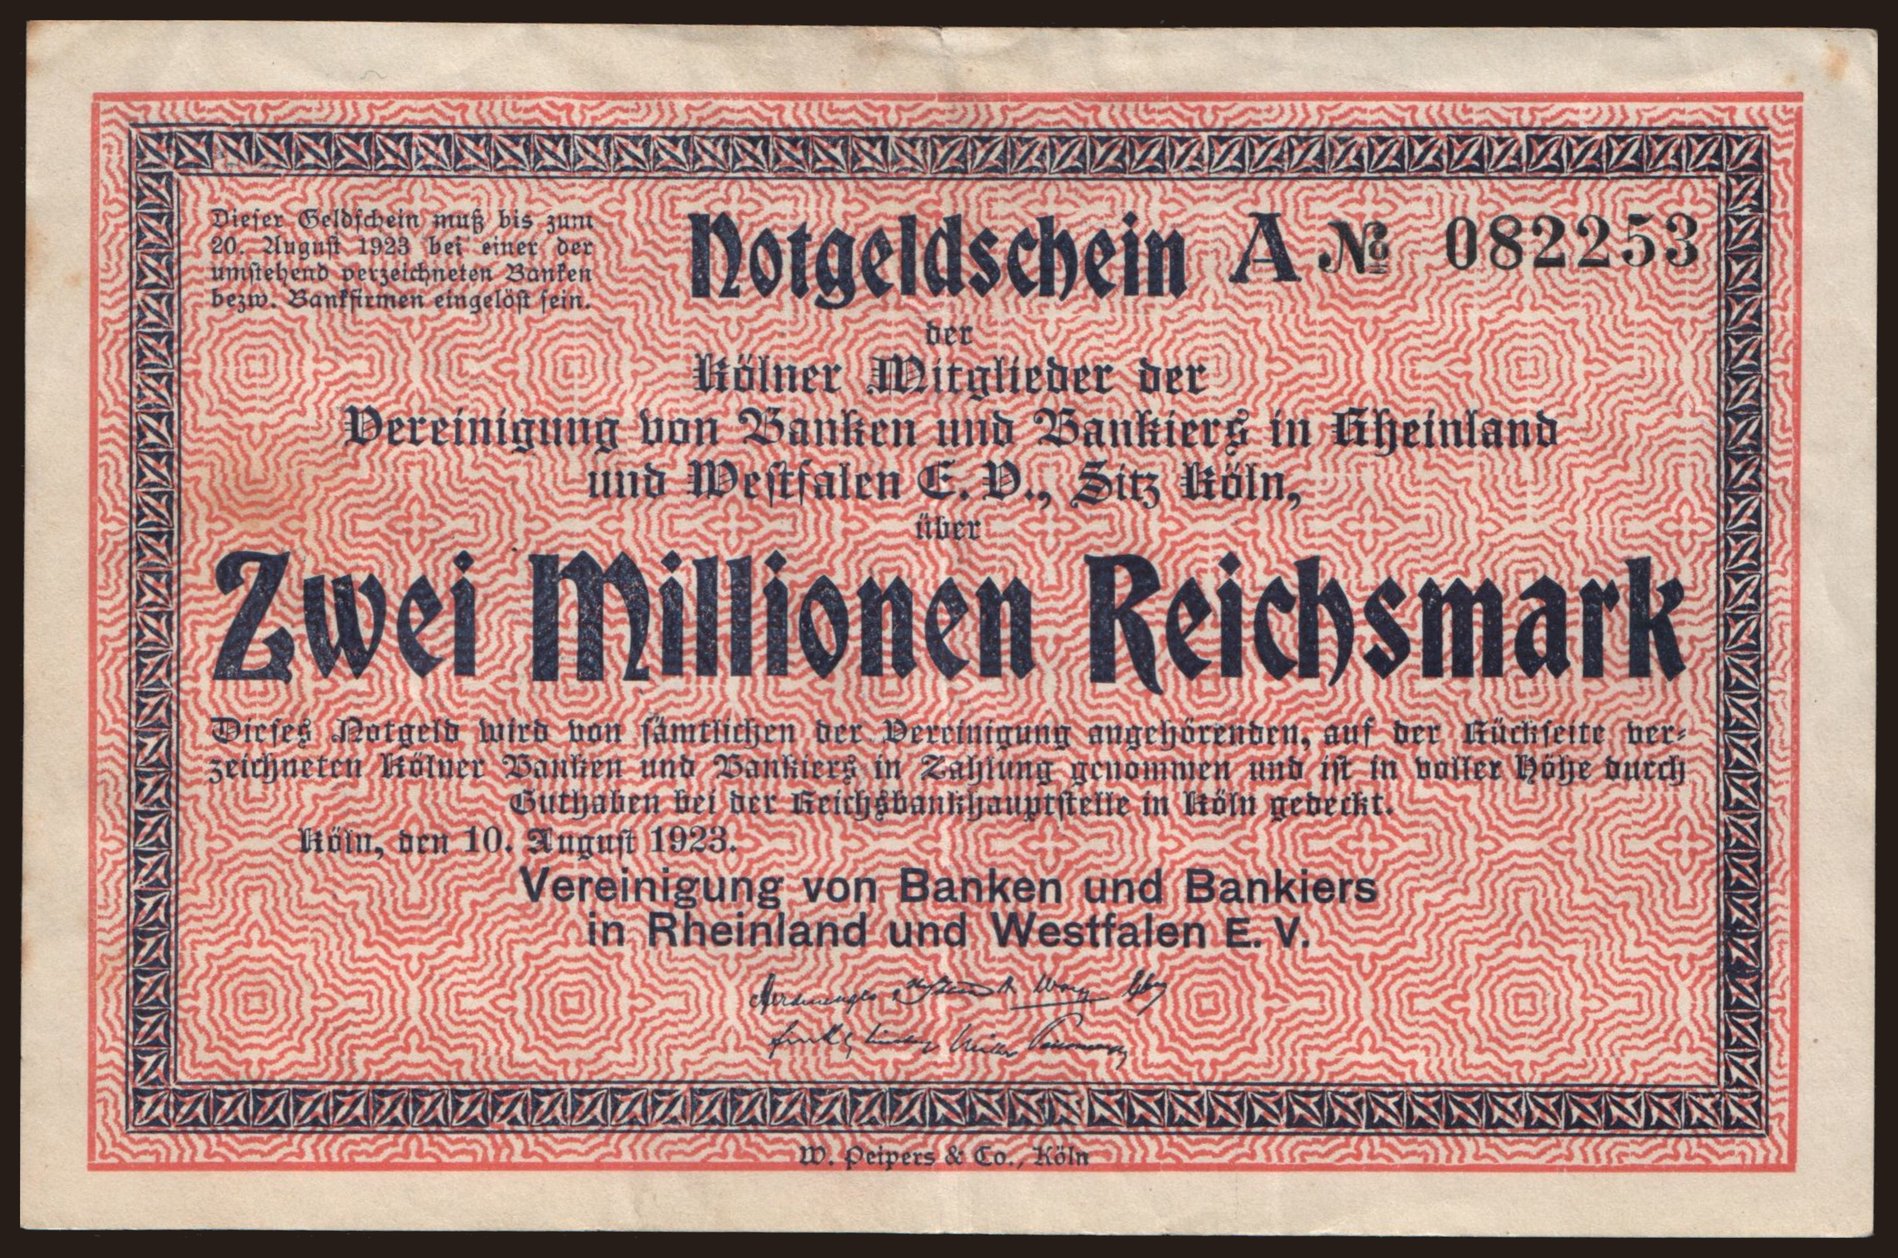 Dieser Geldschein muß bis zum
20. August 1923 bei einer der
umstehend verzeichneten Banken
bezw. Bankfirmen eingelöst sein.
Notgeldschein A № 082253
der
Kölner Mitglieder der
Vereinigung von Banken und Bankiers in Rheinland
und Westfalen E. V., Sitz Köln,
über
Zwei Millionen Reichsmark
Dieses Notgeld wird von sämtlichen der Vereinigung angehörenden, auf der Rückseite ver-
zeichneten Kölner Banken und Bankiers in Zahlung genommen und ist in voller Höhe durch
Guthaben bei der Reichsbankhauptstelle in Köln gedeckt.
Köln, den 10. August 1923.
Vereinigung von Banken und Bankiers
in Rheinland und Westfalen E. V.
W. Peipers & Co., Köln